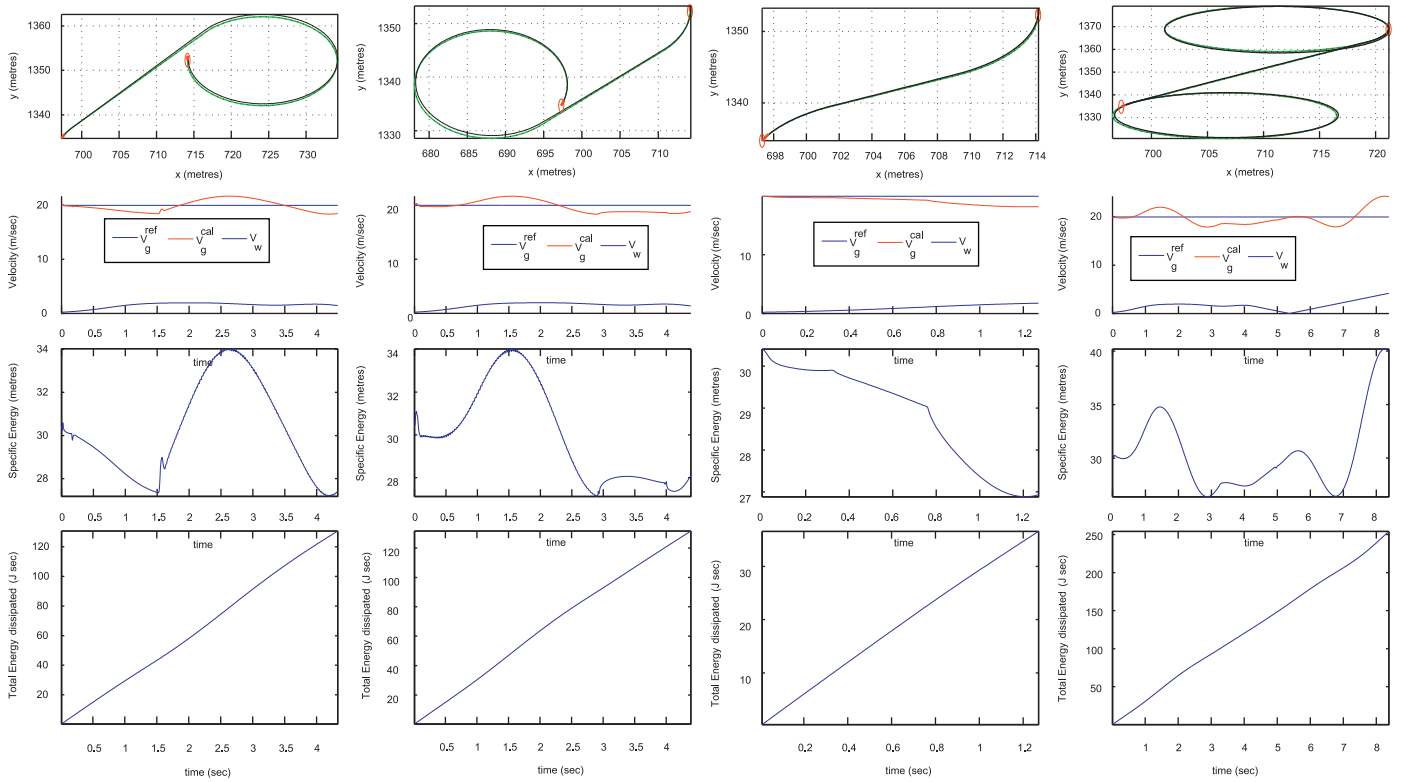 y (metres)
1360
1350
1340
700 705 710 715 720 725 730
x (metres)
y (metres)
1350
1340
1330
680 685 690 695 700 705 710
x (metres)
y (metres)
1350
1340
698 700 702 704 706 708 710 712 714
x (metres)
y (metres)
1370
1360
1350
1340
1330
700 705 710 715 720
x (metres)
Velocity(m/sec)
20
10
0
V g ref V g cal V w
0 0.5 1 1.5 2 2.5 3 3.5 4
time
Velocity(m/sec)
20
10
0
V g ref V g cal V w
0 0.5 1 1.5 2 2.5 3 3.5 4
time
Velocity(m/sec)
10
0
V g ref V g cal V w
0 0.2 0.4 0.6 0.8 1 1.2
time
Velocity(m/sec)
20
10
0
V g ref V g cal V w
0 1 2 3 4 5 6 7 8
time
Specific Energy (metres)
34
32
30
28
0 0.5 1 1.5 2 2.5 3 3.5 4
time
Specific Energy (metres)
34
32
30
28
0 0.5 1 1.5 2 2.5 3 3.5 4
time
Specific Energy (metres)
30
29
28
27
0 0.2 0.4 0.6 0.8 1 1.2
time
Specific Energy (metres)
40
35
30
0 1 2 3 4 5 6 7 8
time
Total Energy dissipated (J sec)
120
100
80
60
40
20
0.5 1 1.5 2 2.5 3 3.5 4
time (sec)
Total Energy dissipated (J sec)
120
100
80
60
40
20
0.5 1 1.5 2 2.5 3 3.5 4
time (sec)
Total Energy dissipated (J sec)
30
20
10
0.2 0.4 0.6 0.8 1 1.2
time (sec)
Total Energy dissipated (J sec)
250
200
150
100
50
1 2 3 4 5 6 7 8
time (sec)